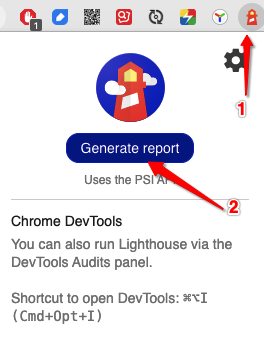 1
1
Generate report
Uses the PSI AP
2
Chrome DevTools
You can also run Lighthouse via the
DevTools Audits panel.
Shortcut to open DevTools: ⌘⌥I
(Cmd+Opt+I)